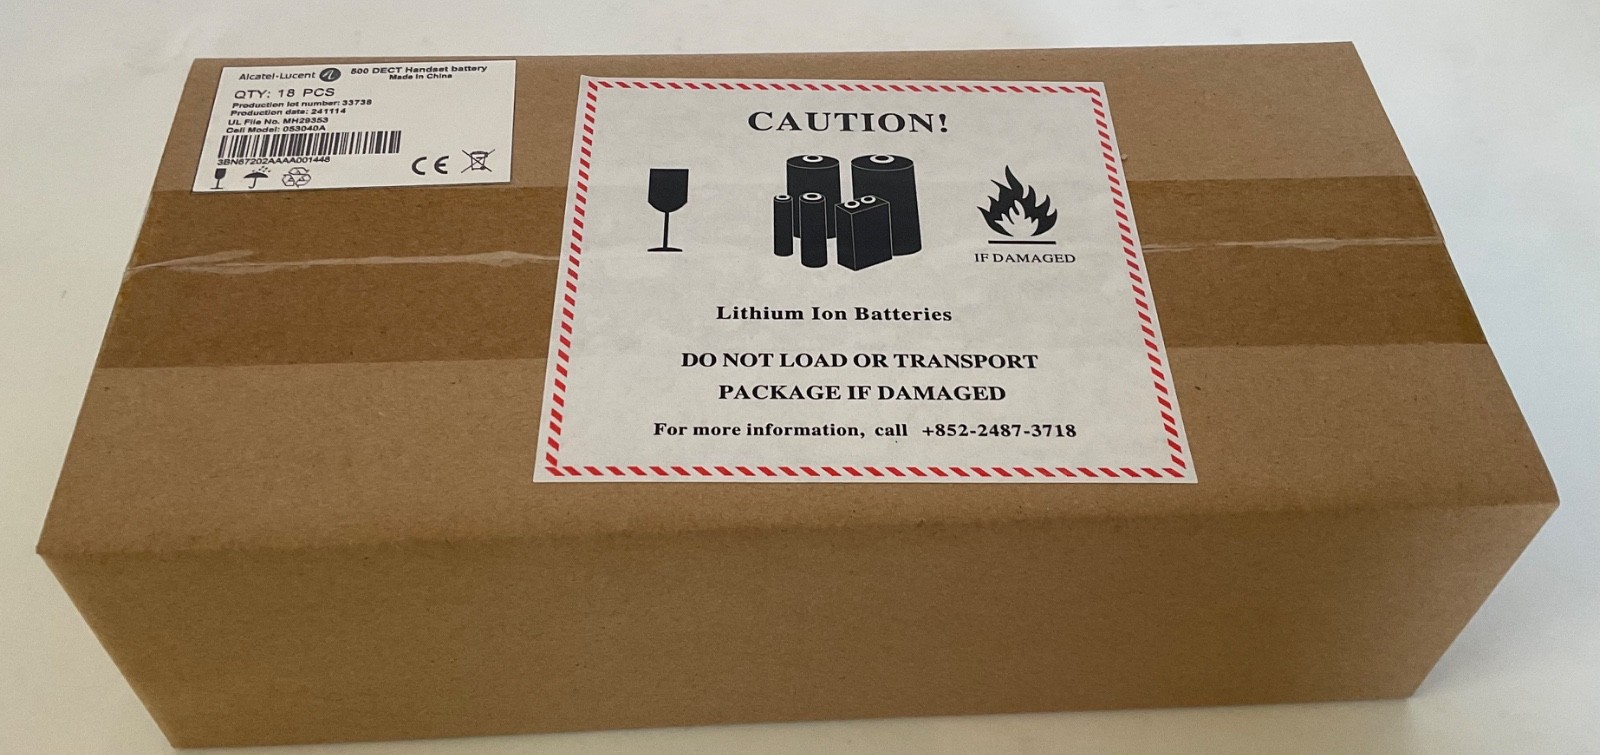 Alcatel·Lucent 500 DECT Handset battery
Made in China
QTY: 18 PCS
Production lot number: 33738
Production date: 241114
UL File No. MH29353
Cell Model: 053040A
3BN67202AAAA001448
CE
CAUTION!
IF DAMAGED
Lithium Ion Batteries
DO NOT LOAD OR TRANSPORT
PACKAGE IF DAMAGED
For more information, call +852-2487-3718